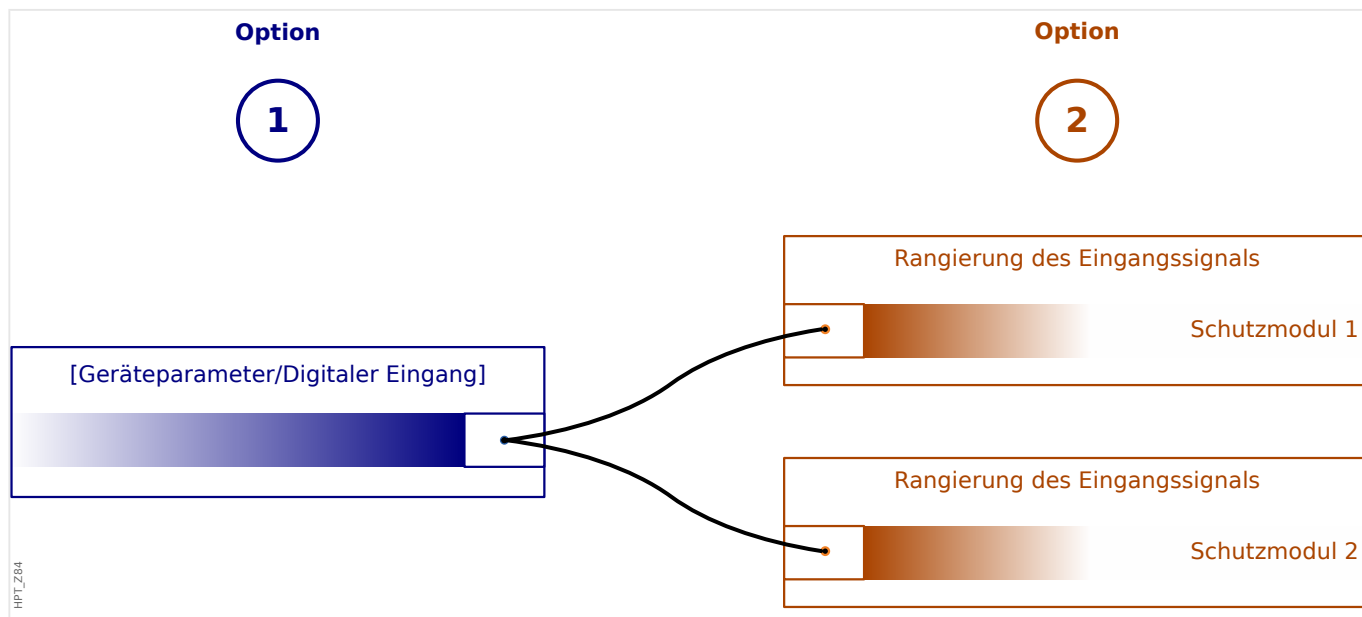 Option
1
Option
2
[Geräteparameter/Digitaler Eingang]
Rangierung des Eingangssignals
Schutzmodul 1
Rangierung des Eingangssignals
Schutzmodul 2
HPT_Z84